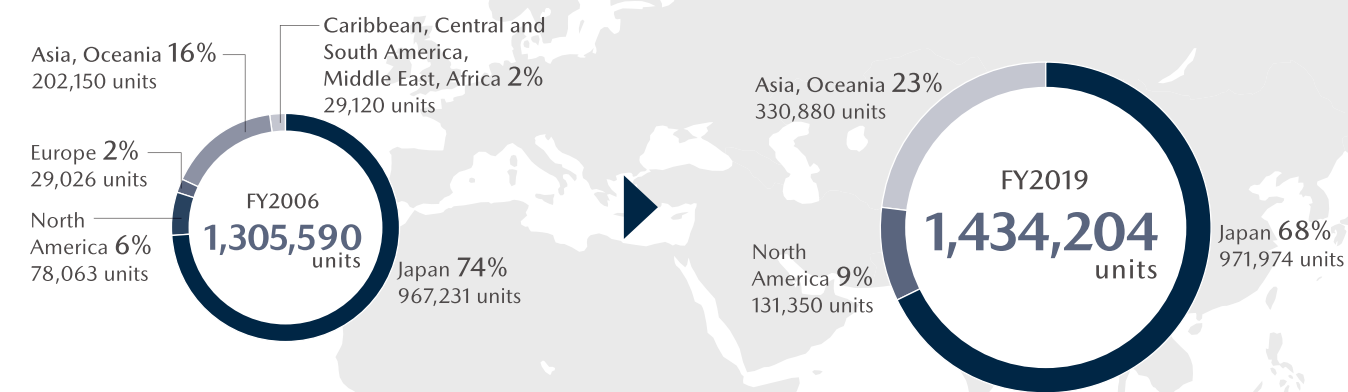 Caribbean, Central and
South America,
Middle East, Africa 2%
29,120 units
Asia, Oceania 16%
202,150 units
Europe 2%
29,026 units
North
America 6%
78,063 units
FY2006
1,305,590
units
Japan 74%
967,231 units
Asia, Oceania 23%
330,880 units
North
America 9%
131,350 units
FY2019
1,434,204
units
Japan 68%
971,974 units